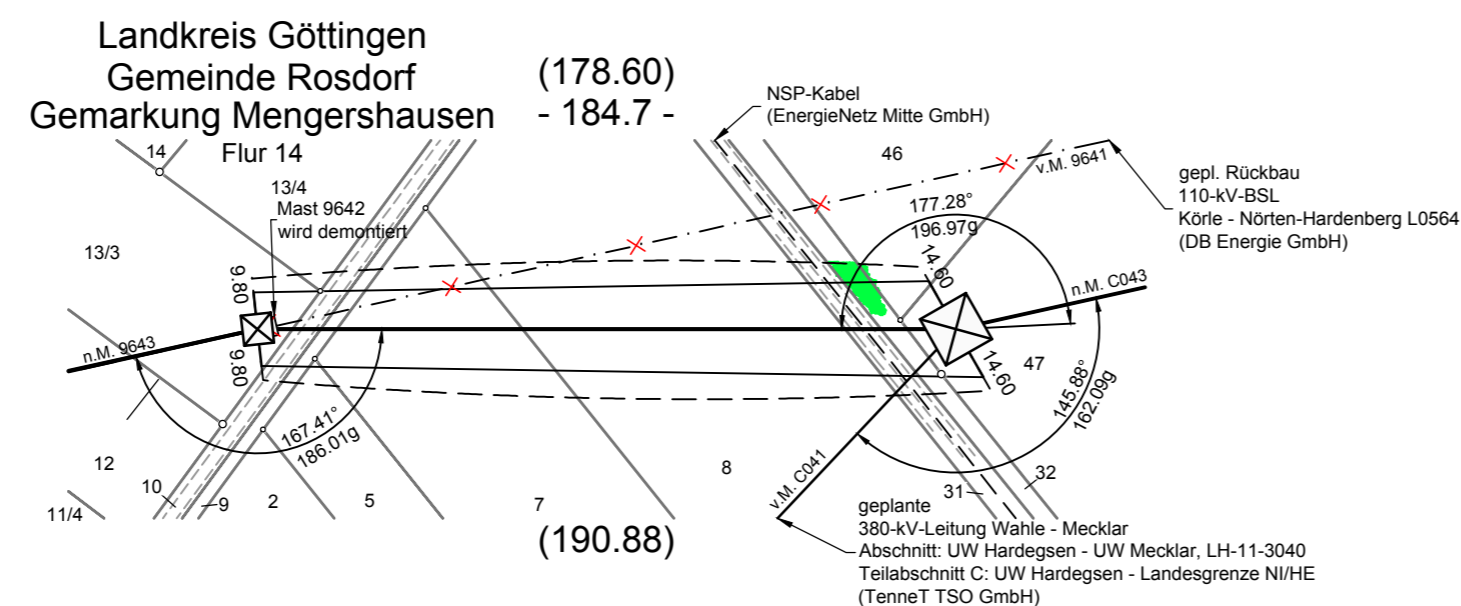 Landkreis Göttingen
Gemeinde Rosdorf
Gemarkung Mengershausen
Flur 14
(178.60)
- 184.7 -
NSP-Kabel
(EnergieNetz Mitte GmbH)
14
46
v.M. 9641
13/4
Mast 9642
wird demontiert
gepl. Rückbau
110-kV-BSL
Körle - Nörten-Hardenberg L0564
(DB Energie GmbH)
177.28°
196.97g
13/3
9.80
14.60
n.M. C043
n.M. 9643
9.80
14.60
47
145.88°
162.09g
167.41°
186.01g
12
10
9
2
5
7
8
v.M. C041
31
32
11/4
(190.88)
geplante
380-kV-Leitung Wahle - Mecklar
Abschnitt: UW Hardegsen - UW Mecklar, LH-11-3040
Teilabschnitt C: UW Hardegsen - Landesgrenze NI/HE
(TenneT TSO GmbH)